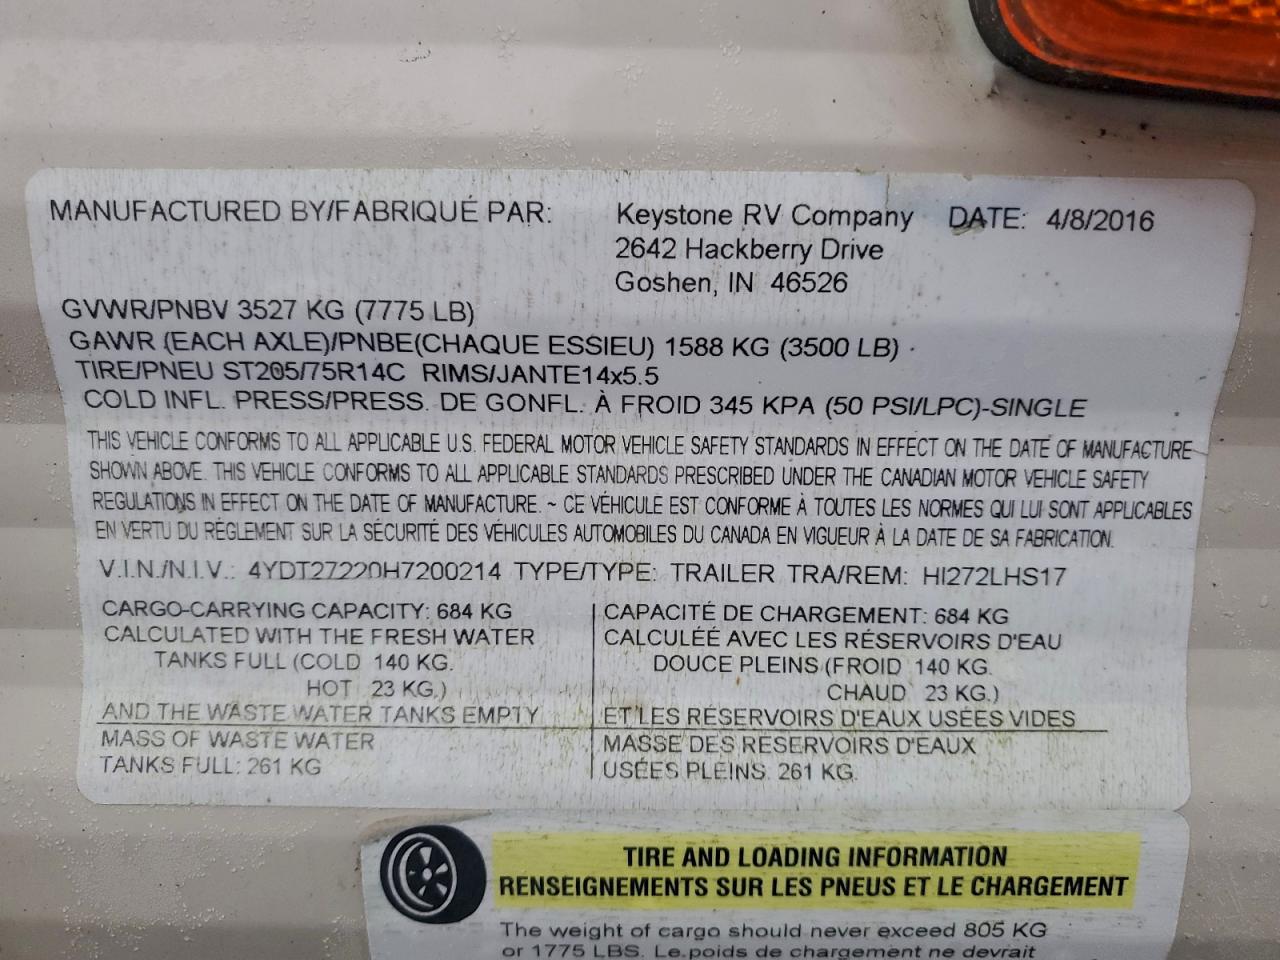 MANUFACTURED BY/FABRIQUÉ PAR: Keystone RV Company DATE: 4/8/2016
2642 Hackberry Drive
Goshen, IN 46526
GVWR/PNBV 3527 KG (7775 LB)
GAWR (EACH AXLE)/PNBE(CHAQUE ESSIEU) 1588 KG (3500 LB)
TIRE/PNEU ST205/75R14C RIMS/JANTE14x5.5
COLD INFL. PRESS/PRESS. DE GONFL. À FROID 345 KPA (50 PSI/LPC)-SINGLE
THIS VEHICLE CONFORMS TO ALL APPLICABLE U.S. FEDERAL MOTOR VEHICLE SAFETY STANDARDS IN EFFECT ON THE DATE OF MANUFACTURE
SHOWN ABOVE. THIS VEHICLE CONFORMS TO ALL APPLICABLE STANDARDS PRESCRIBED UNDER THE CANADIAN MOTOR VEHICLE SAFETY
REGULATIONS IN EFFECT ON THE DATE OF MANUFACTURE. ~ CE VÉHICULE EST CONFORME À TOUTES LES NORMES QUI LUI SONT APPLICABLES
EN VERTU DU RÉGLEMENT SUR LA SÉCURITÉ DES VÉHICULES AUTOMOBILES DU CANADA EN VIGUEUR À LA DATE DE SA FABRICATION.
V.I.N./N.I.V.: 4YDT27220H7200214 TYPE/TYPE: TRAILER TRA/REM: HI272LHS17
CARGO-CARRYING CAPACITY: 684 KG
CALCULATED WITH THE FRESH WATER
TANKS FULL (COLD 140 KG.
HOT 23 KG.)
AND THE WASTE WATER TANKS EMPTY
MASS OF WASTE WATER
TANKS FULL: 261 KG
CAPACITÉ DE CHARGEMENT: 684 KG
CALCULÉE AVEC LES RÉSERVOIRS D'EAU
DOUCE PLEINS (FROID 140 KG.
CHAUD 23 KG.)
ET LES RÉSERVOIRS D'EAUX USÉES VIDES
MASSE DES RÉSERVOIRS D'EAUX
USÉES PLEINS: 261 KG.
TIRE AND LOADING INFORMATION
RENSEIGNEMENTS SUR LES PNEUS ET LE CHARGEMENT
The weight of cargo should never exceed 805 KG
or 1775 LBS. Le poids de chargement ne devrait